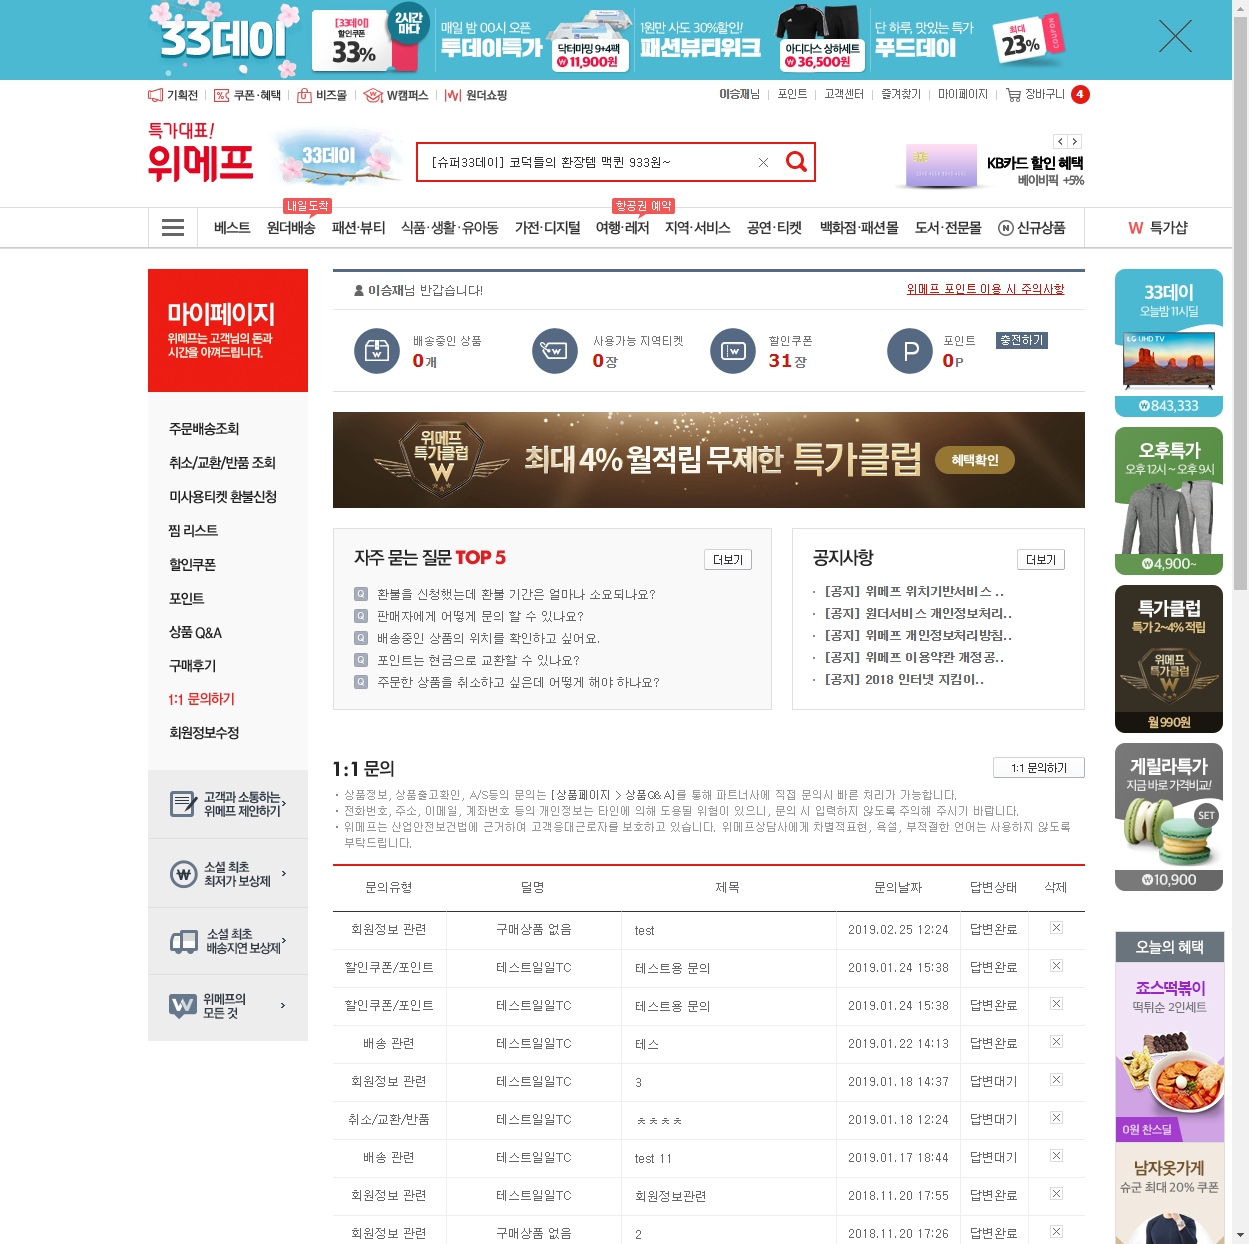 33데이
[33데이]
할인쿠폰
33%
2시간
마다
매일 밤 00시 오픈
투데이특가
닥터마밍 9+4팩
₩11,900원
1원만 사도 30%할인!
패션뷰티위크
아디다스 상하세트
₩36,500원
단 하루, 맛있는 특가
푸드데이
최대
23%
COUPON
기획전
쿠폰·혜택
비즈몰
W캠퍼스
원더쇼핑
이승재님
포인트
고객센터
즐겨찾기
마이페이지
장바구니 4
특가대표!
위메프
33데이
[슈퍼33데이] 코덕들의 환장템 맥퀸 933원~
KB카드 할인 혜택
베이비픽 +5%
내일도착
항공권 예약
베스트
원더배송
패션·뷰티
식품·생활·유아동
가전·디지털
여행·레저
지역·서비스
공연·티켓
백화점·패션몰
도서·전문몰
N 신규상품
W 특가샵
마이페이지
위메프는 고객님의 돈과
시간을 아껴드립니다.
주문배송조회
취소/교환/반품 조회
미사용티켓 환불신청
찜 리스트
할인쿠폰
포인트
상품 Q&A
구매후기
1:1 문의하기
회원정보수정
고객과 소통하는
위메프 제안하기
소셜 최초
최저가 보상제
소셜 최초
배송지연 보상제
위메프의
모든 것
이승재님 반갑습니다!
위메프 포인트 이용 시 주의사항
배송중인 상품
0개
사용가능 지역티켓
0장
할인쿠폰
31장
포인트
0P
충전하기
위메프
특가클럽
W
최대 4% 월적립 무제한 특가클럽
혜택확인
자주 묻는 질문 TOP 5
더보기
Q 환불을 신청했는데 환불 기간은 얼마나 소요되나요?
Q 판매자에게 어떻게 문의 할 수 있나요?
Q 배송중인 상품의 위치를 확인하고 싶어요.
Q 포인트는 현금으로 교환할 수 있나요?
Q 주문한 상품을 취소하고 싶은데 어떻게 해야 하나요?
공지사항
더보기
· [공지] 위메프 위치기반서비스 ..
· [공지] 원더서비스 개인정보처리..
· [공지] 위메프 개인정보처리방침..
· [공지] 위메프 이용약관 개정 공..
· [공지] 2018 인터넷 지킴이..
1:1 문의
1:1 문의하기
· 상품정보, 상품출고확인, A/S등의 문의는 [상품페이지 > 상품Q&A]를 통해 파트너사에 직접 문의시 빠른 처리가 가능합니다.
· 전화번호, 주소, 이메일, 계좌번호 등의 개인정보는 타인에 의해 도용될 위험이 있으니, 문의 시 입력하지 않도록 주의해 주시기 바랍니다.
· 위메프는 산업안전보건법에 근거하여 고객응대근로자를 보호하고 있습니다. 위메프상담사에게 차별적표현, 욕설, 부적절한 언어는 사용하지 않도록
부탁드립니다.
문의유형 딜명 제목 문의날짜 답변상태 삭제
회원정보 관련 구매상품 없음 test 2019.02.25 12:24 답변완료
할인쿠폰/포인트 테스트일일TC 테스트용 문의 2019.01.24 15:38 답변완료
할인쿠폰/포인트 테스트일일TC 테스트용 문의 2019.01.24 15:38 답변완료
배송 관련 테스트일일TC 테스 2019.01.22 14:13 답변완료
회원정보 관련 테스트일일TC 3 2019.01.18 14:37 답변대기
취소/교환/반품 테스트일일TC ㅊㅊㅊㅊ 2019.01.18 12:24 답변대기
배송 관련 테스트일일TC test 11 2019.01.17 18:44 답변대기
회원정보 관련 테스트일일TC 회원정보관련 2018.11.20 17:55 답변완료
회원정보 관련 구매상품 없음 2 2018.11.20 17:26 답변완료
33데이
오늘밤 11시딜
LG UHD TV
₩843,333
오후특가
오후 12시 ~ 오후 9시
₩4,900~
특가클럽
특가 2~4% 적립
위메프
특가클럽
W
월 990원
게릴라특가
지금 바로 가격비교!
SET
₩10,900
오늘의 혜택
죠스떡볶이
떡튀순 2인세트
0원 찬스딜
남자옷가게
슈군 최대 20% 쿠폰